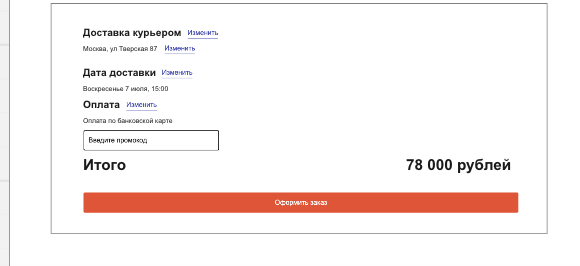 Доставка курьером Изменить
Москва, ул Тверская 87 Изменить
Дата доставки Изменить
Воскресенье 7 июля, 15:00
Оплата Изменить
Оплата по банковской карте
Введите промокод
Итого 78 000 рублей
Оформить заказ